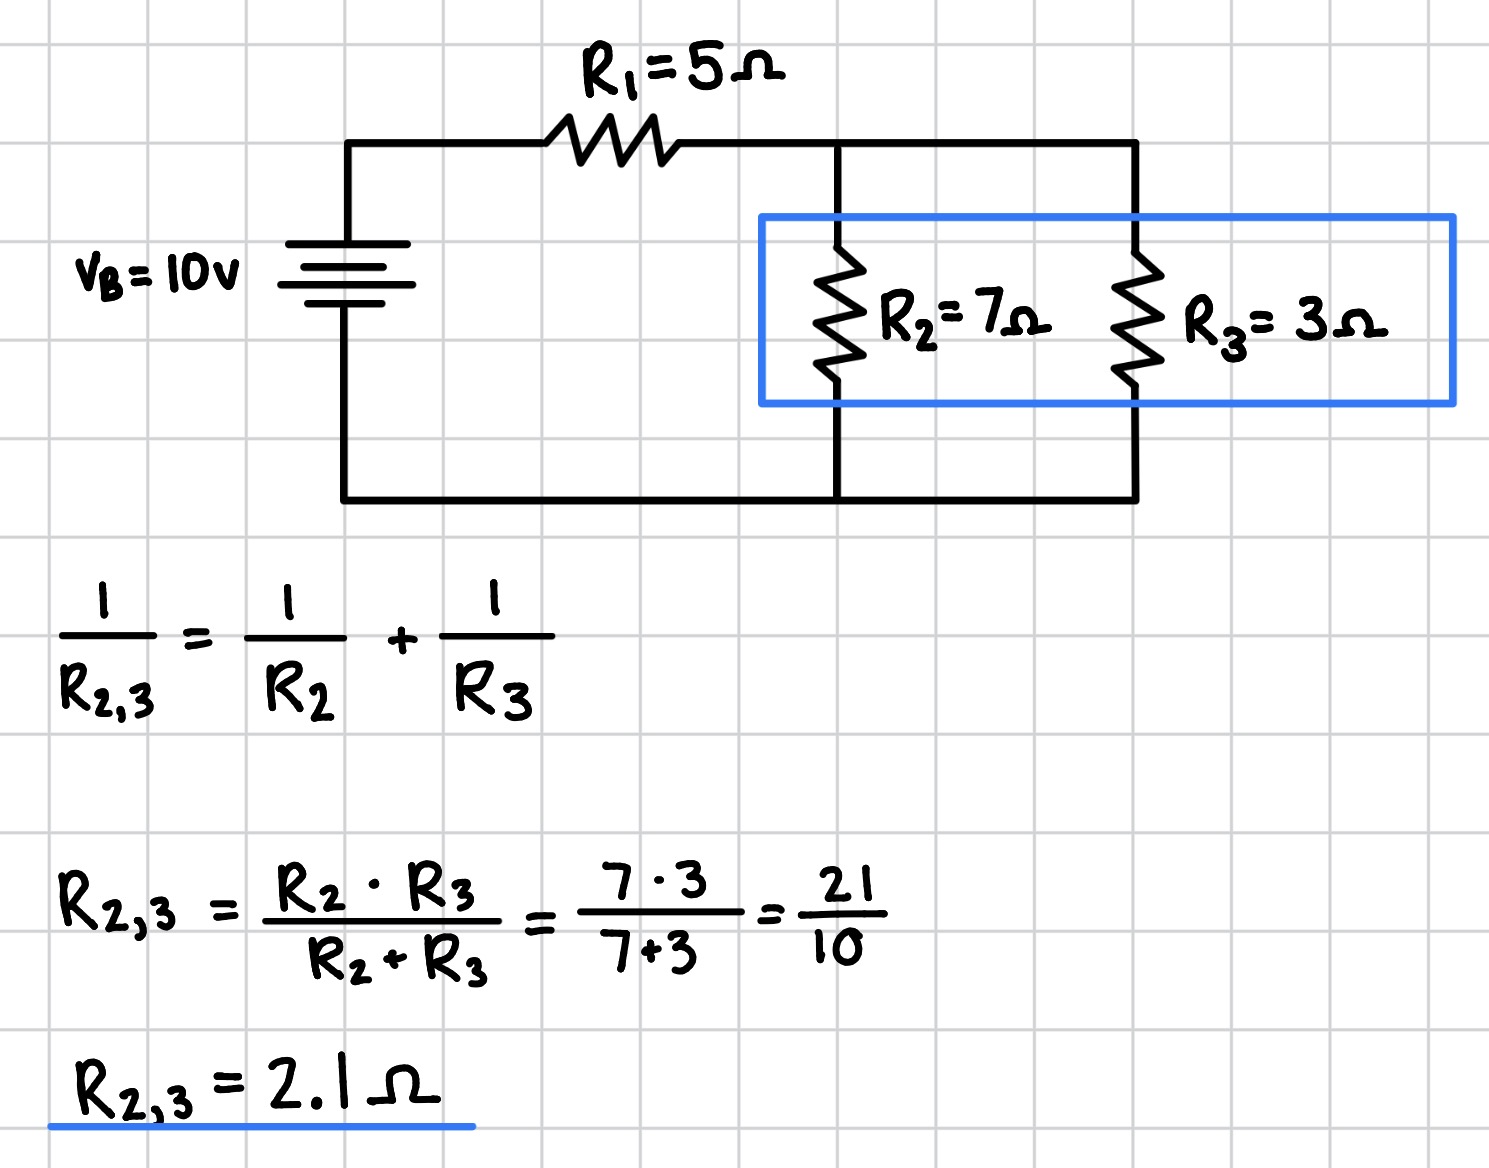 R₁=5Ω
V_B=10V
R₂=7Ω
R₃=3Ω
1/R₂,₃ = 1/R₂ + 1/R₃
R₂,₃ = (R₂ · R₃)/(R₂ + R₃) = (7 · 3)/(7+3) = 21/10
R₂,₃ = 2.1Ω